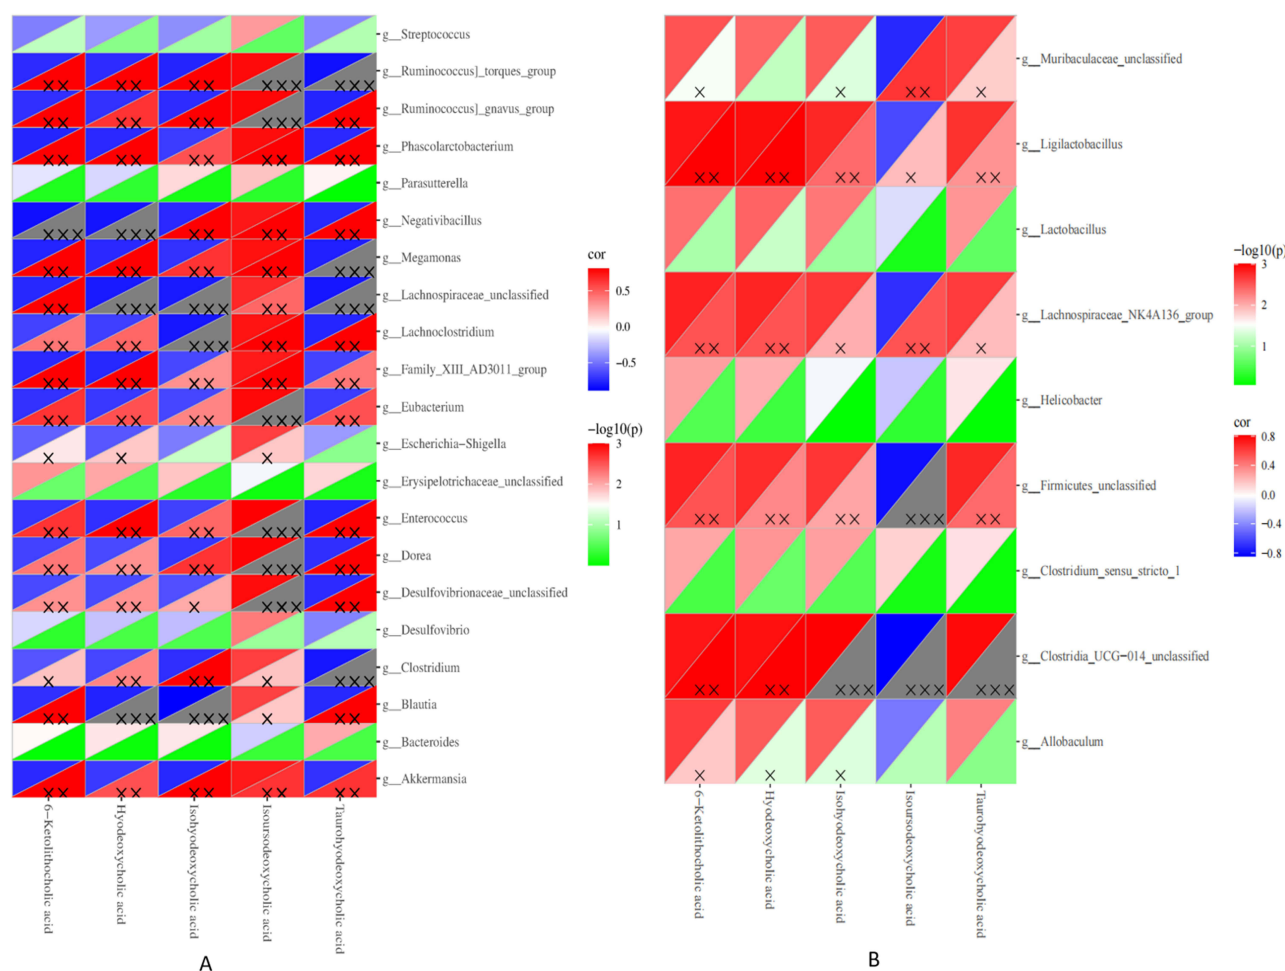 g__Streptococcus
g__Ruminococcus]_torques_group
g__Ruminococcus]_gnavus_group
g__Phascolarctobacterium
g__Parasutterella
g__Negativibacillus
g__Megamonas
g__Lachnospiraceae_unclassified
g__Lachnoclostridium
g__Family_XIII_AD3011_group
g__Eubacterium
g__Escherichia−Shigella
g__Erysipelotrichaceae_unclassified
g__Enterococcus
g__Dorea
g__Desulfovibrionaceae_unclassified
g__Desulfovibrio
g__Clostridium
g__Blautia
g__Bacteroides
g__Akkermansia
6−Ketolithocholic acid
Hyodeoxycholic acid
Isohyodeoxycholic acid
Isoursodeoxycholic acid
Taurohyodeoxycholic acid
cor
0.5
0.0
−0.5
−log10(p)
3
2
1
A
g__Muribaculaceae_unclassified
g__Ligilactobacillus
g__Lactobacillus
g__Lachnospiraceae_NK4A136_group
g__Helicobacter
g__Firmicutes_unclassified
g__Clostridium_sensu_stricto_1
g__Clostridia_UCG−014_unclassified
g__Allobaculum
6−Ketolithocholic acid
Hyodeoxycholic acid
Isohyodeoxycholic acid
Isoursodeoxycholic acid
Taurohyodeoxycholic acid
−log10(p)
3
2
1
cor
0.8
0.4
0.0
−0.4
−0.8
B